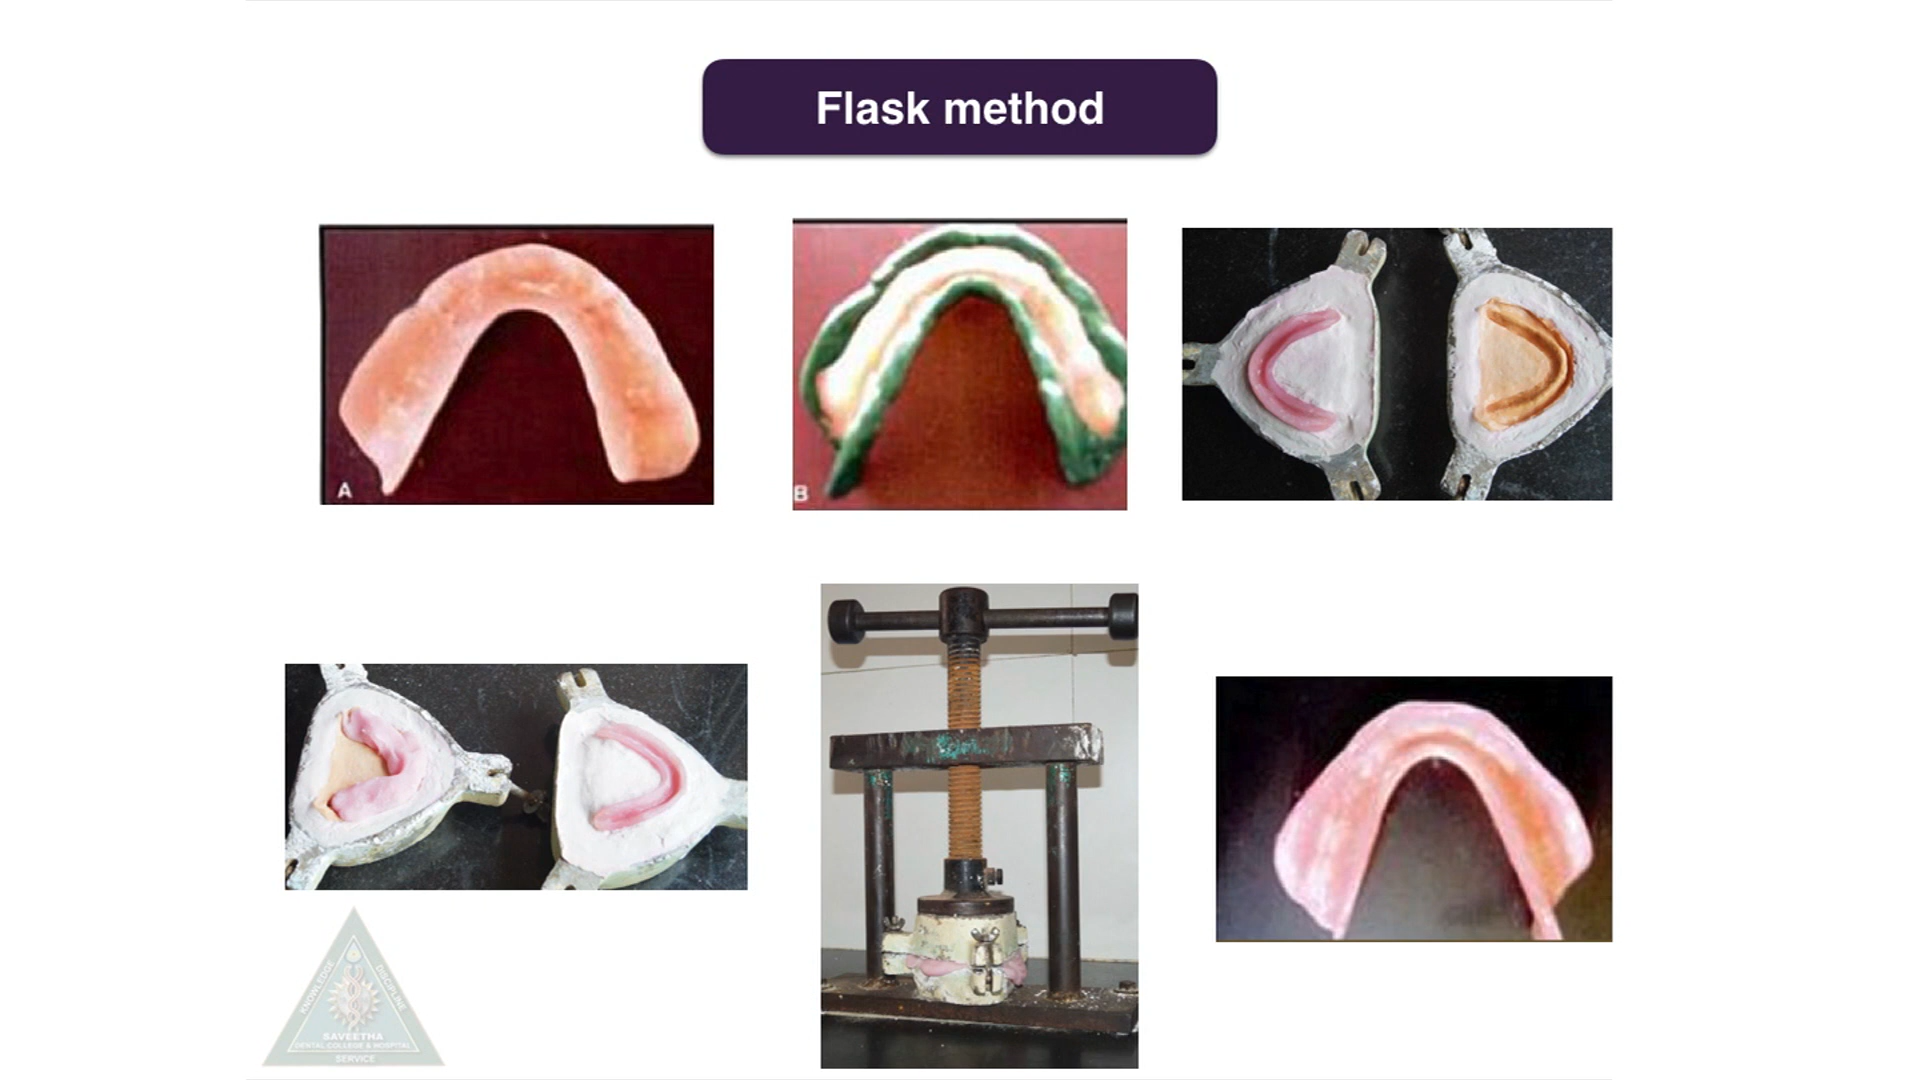 Flask method
A
B
KNOWLEDGE
DISCIPLINE
SAVEETHA
DENTAL COLLEGE & HOSPITAL
SERVICE